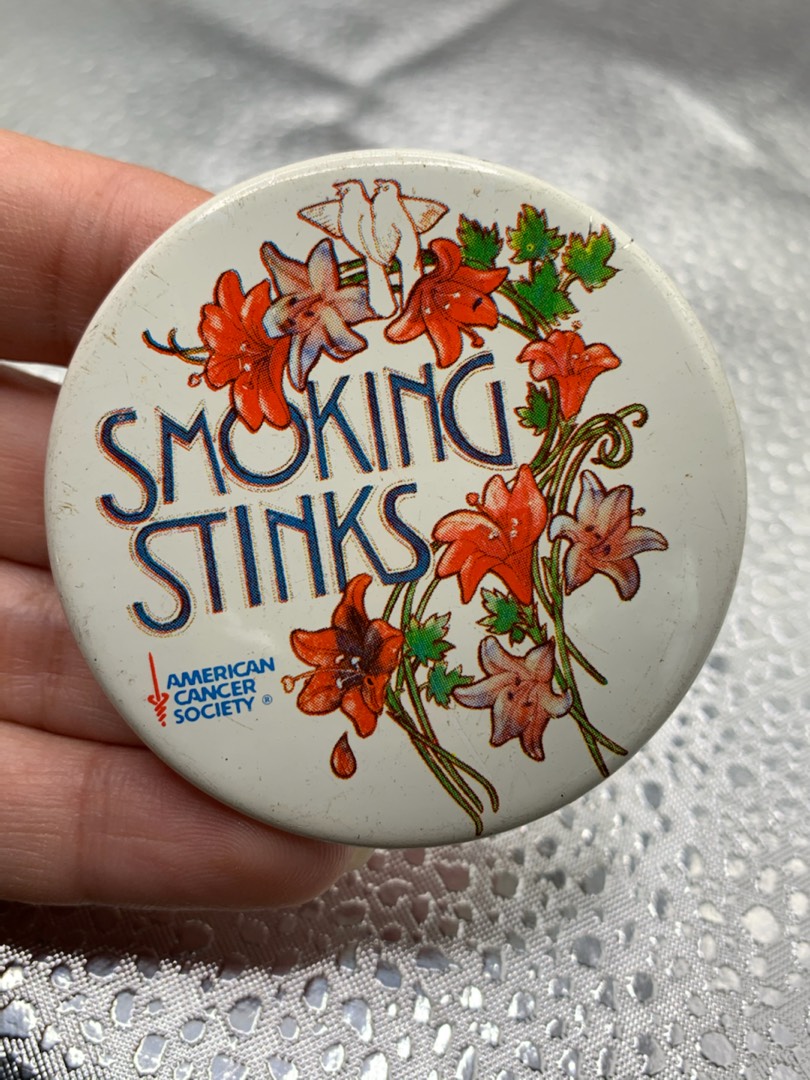 SMOKING
STINKS
AMERICAN
CANCER
SOCIETY ®